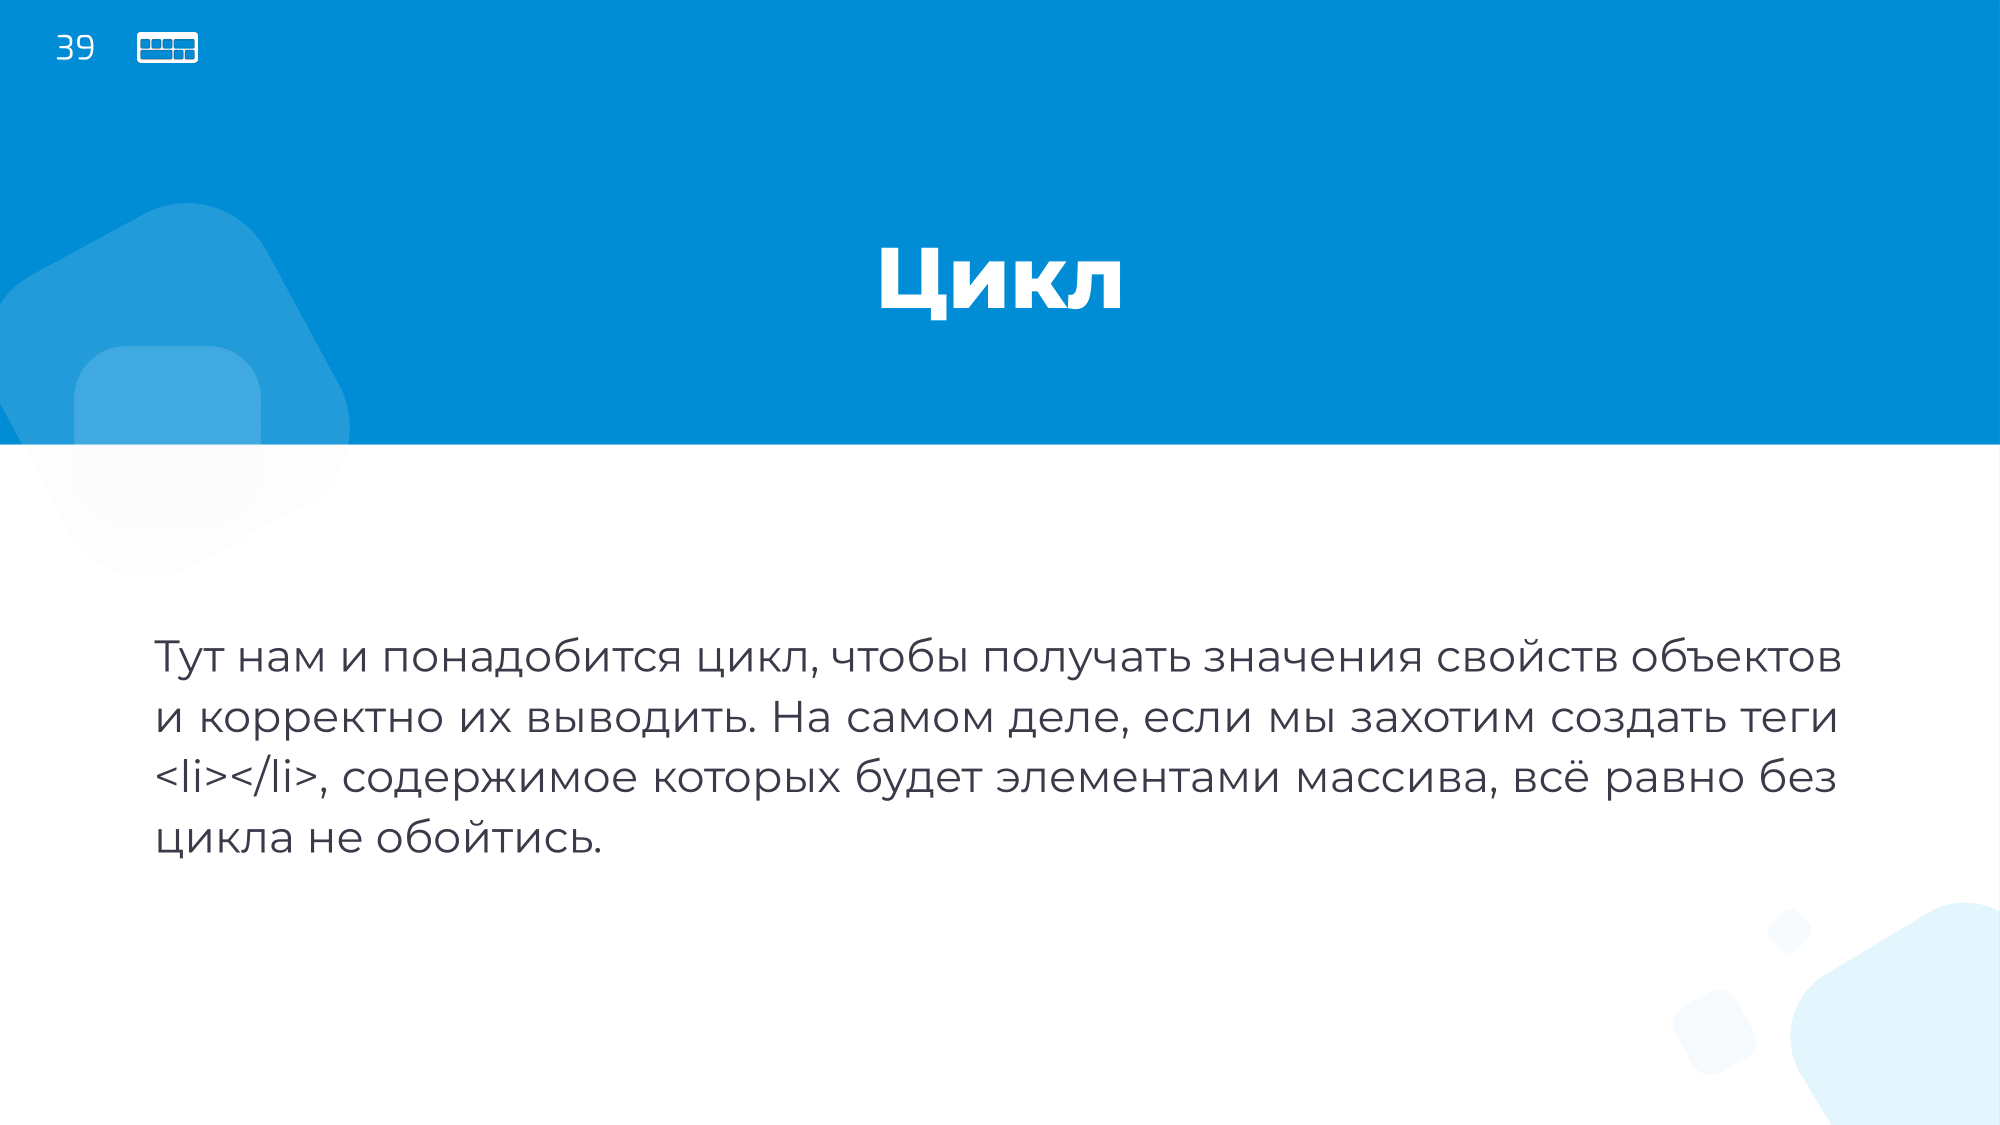 39
Цикл
Тут нам и понадобится цикл, чтобы получать значения свойств объектов
и корректно их выводить. На самом деле, если мы захотим создать теги
<li></li>, содержимое которых будет элементами массива, всё равно без
цикла не обойтись.